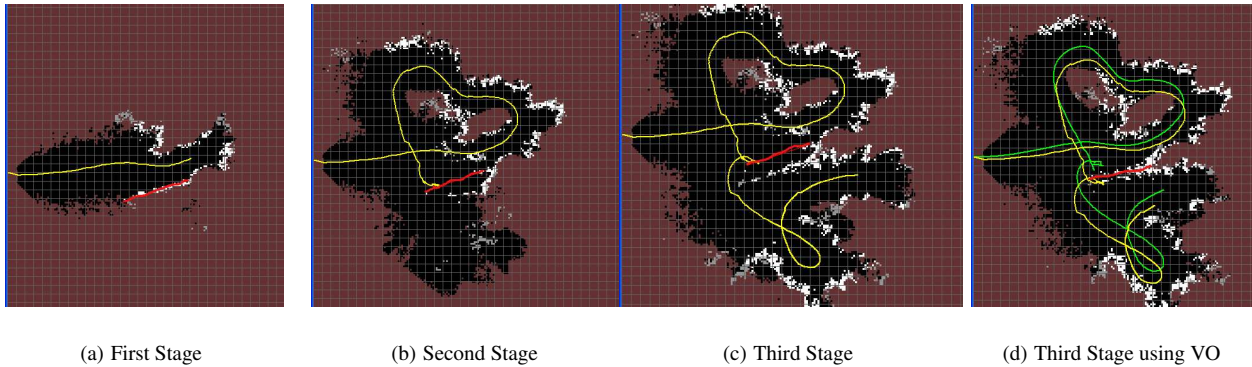 (a) First Stage
(b) Second Stage
(c) Third Stage
(d) Third Stage using VO